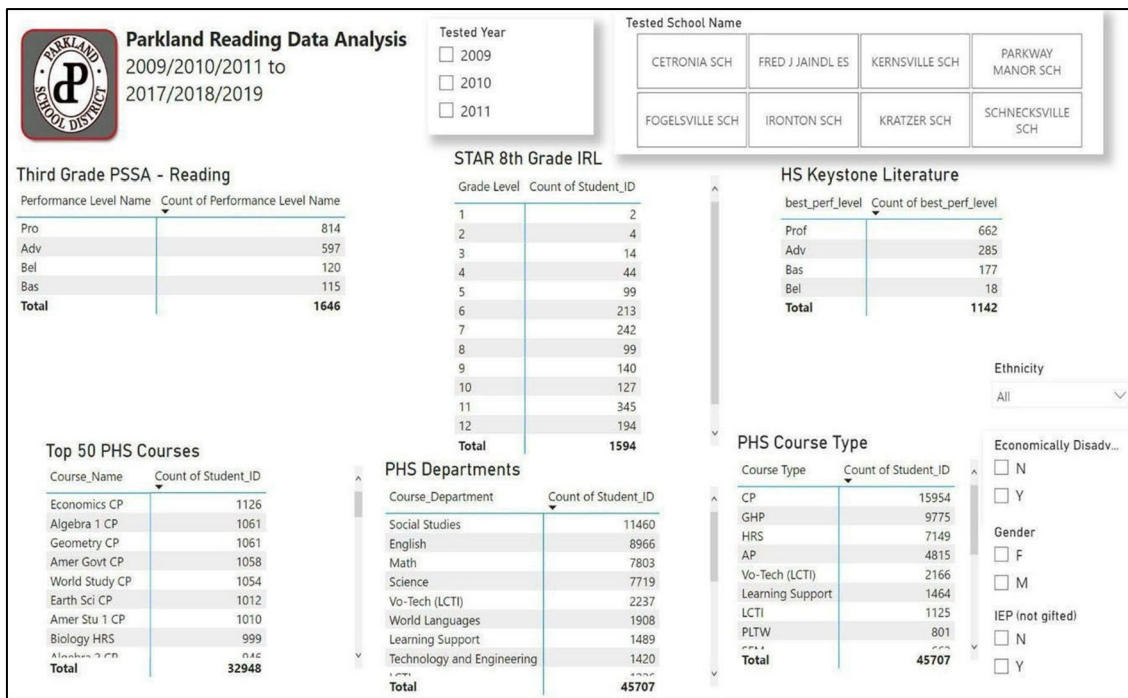 PARKLAND
SCHOOL DISTRICT
Parkland Reading Data Analysis
2009/2010/2011 to
2017/2018/2019
Tested Year
2009
2010
2011
Tested School Name
CETRONIA SCH
FRED J JAINDL ES
KERNSVILLE SCH
PARKWAY
MANOR SCH
FOGELSVILLE SCH
IRONTON SCH
KRATZER SCH
SCHNECKSVILLE
SCH
Third Grade PSSA - Reading
Performance Level Name Count of Performance Level Name
Pro 814
Adv 597
Bel 120
Bas 115
Total 1646
STAR 8th Grade IRL
Grade Level Count of Student_ID
1 2
2 4
3 14
4 44
5 99
6 213
7 242
8 99
9 140
10 127
11 345
12 194
Total 1594
HS Keystone Literature
best_perf_level Count of best_perf_level
Prof 662
Adv 285
Bas 177
Bel 18
Total 1142
Ethnicity
All
Top 50 PHS Courses
Course_Name Count of Student_ID
Economics CP 1126
Algebra 1 CP 1061
Geometry CP 1061
Amer Govt CP 1058
World Study CP 1054
Earth Sci CP 1012
Amer Stu 1 CP 1010
Biology HRS 999
Algebra 2 CP 946
Total 32948
PHS Departments
Course_Department Count of Student_ID
Social Studies 11460
English 8966
Math 7803
Science 7719
Vo-Tech (LCTI) 2237
World Languages 1908
Learning Support 1489
Technology and Engineering 1420
Total 45707
PHS Course Type
Course Type Count of Student_ID
CP 15954
GHP 9775
HRS 7149
AP 4815
Vo-Tech (LCTI) 2166
Learning Support 1464
LCTI 1125
PLTW 801
Total 45707
Economically Disadv...
N
Y
Gender
F
M
IEP (not gifted)
N
Y